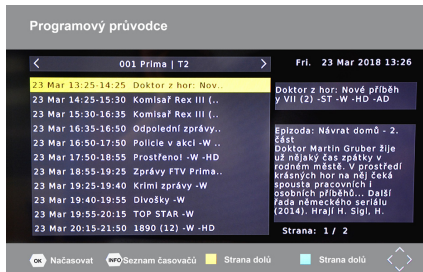 Programový průvodce
001 Prima | T2
Fri. 23 Mar 2018 13:26
23 Mar 13:25-14:25 Doktor z hor: Nov..
23 Mar 14:25-15:30 Komisař Rex III (..
23 Mar 15:30-16:35 Komisař Rex III (..
23 Mar 16:35-16:50 Odpolední zprávy..
23 Mar 16:50-17:50 Policie v akci -W ..
23 Mar 17:50-18:55 Prostřeno! -W -HD
23 Mar 18:55-19:25 Zprávy FTV Prima..
23 Mar 19:25-19:40 Krimi zprávy -W
23 Mar 19:40-19:55 Divošky -W
23 Mar 19:55-20:15 TOP STAR -W
23 Mar 20:15-21:50 1890 (12) -W -HD
Doktor z hor: Nové příběh
y VII (2) -ST -W -HD -AD
Epizoda: Návrat domů - 2.
část
Doktor Martin Gruber žije
už nějaký čas zpátky v
rodném městě. V prostředí
krásných hor na něj čeká
spousta pracovních i
osobních příběhů... Další
řada německého seriálu
(2014). Hrají H. Sigl, H.
Strana: 1 / 2
OK Načasovat
INFO Seznam časovačů
Strana dolů
Strana dolů